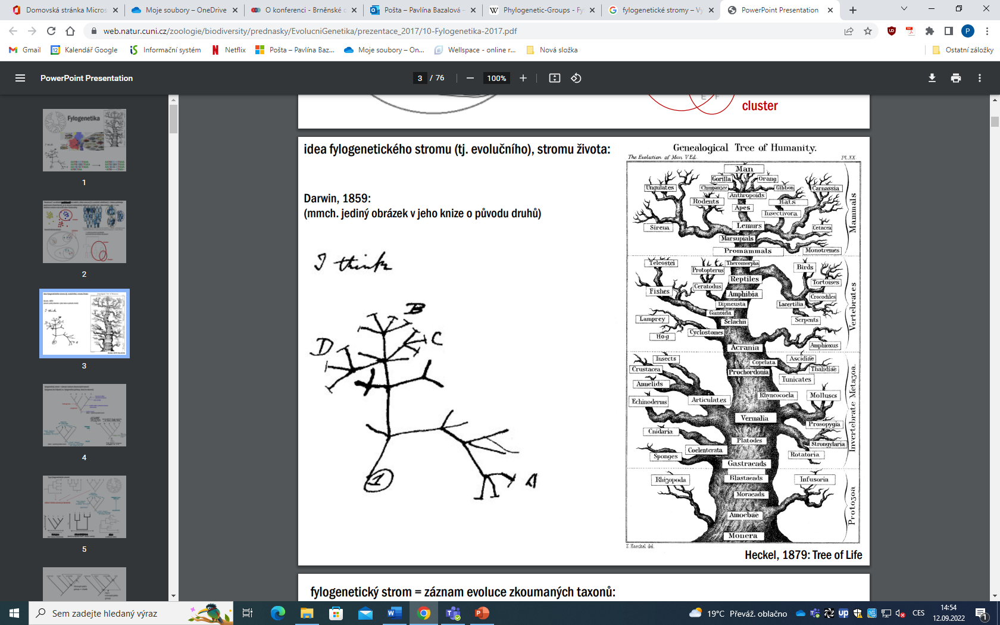 Domovská stránka Micros
Moje soubory – OneDrive
O konferenci - Brněnské c
Pošta – Pavlína Bazalová -
Phylogenetic-Groups - Fy
fylogenetické stromy – Vy
PowerPoint Presentation
web.natur.cuni.cz/zoologie/biodiversity/prednasky/EvolucniGenetika/prezentace_2017/10-Fylogenetika-2017.pdf
P
Gmail
Kalendář Google
Informační systém
Netflix
Pošta – Pavlína Baz...
Moje soubory – On...
Wellspace - online r...
Nová složka
Ostatní záložky
PowerPoint Presentation
3 / 76
100%
Fylogenetika
1
2
3
4
5
E F
cluster
idea fylogenetického stromu (tj. evolučního), stromu života:
Darwin, 1859:
(mmch. jediný obrázek v jeho knize o původu druhů)
I think
B
C
D
A
1
Genealogical Tree of Humanity.
The Evolution of Man V.Ed.
Pl.XX.
Man
Gorilla
Orang
Ungulates
Chimpanzee
Gibbon
Carnassia
Anthropoids
Rodents
Bats
Apes
Insectivora
Sirena
Lemurs
Cetacea
Marsupials
Promammals
Monotremes
Mammals
Teleostei
Protopterus
Theromorpha
Birds
Reptiles
Tortoises
Fishes
Ceratodus
Amphibia
Crocodiles
Dipneusta
Lacertilia
Ganoida
Lamprey
Selachii
Serpents
Hog
Cyclostomes
Acrania
Amphioxus
Vertebrates
Insects
Copelata
Ascidiae
Crustacea
Prochordonia
Thalidiae
Annelids
Tunicates
Echinoderms
Articulates
Rhyncocoela
Molluscs
Vermalia
Prosopygia
Cnidaria
Platodes
Strongylaria
Sponges
Coelenterata
Rotatoria
Gastraeads
Invertebrate Metazoa.
Rhizopoda
Blastaeads
Infusoria
Moraeads
Amoebae
Monera
Protozoa
E. Haeckel del.
Heckel, 1879: Tree of Life
fylogenetický strom = záznam evoluce zkoumaných taxonů:
Sem zadejte hledaný výraz
19°C Převáž. oblačno
CES
14:54
12.09.2022
1